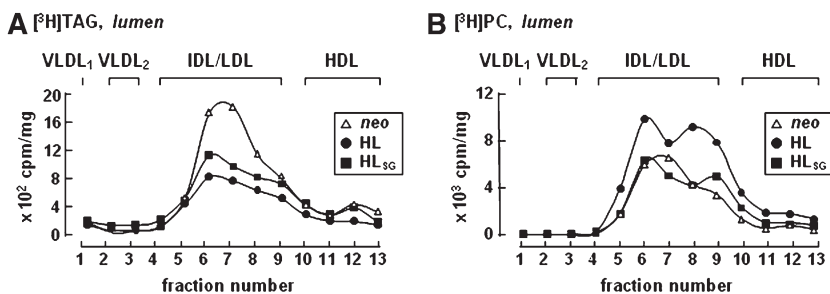 A [³H]TAG, lumen
VLDL₁ VLDL₂ IDL/LDL HDL
x 10² cpm/mg
20
16
12
8
4
0
neo
HL
HL$G
1 2 3 4 5 6 7 8 9 10 11 12 13
fraction number
B [³H]PC, lumen
VLDL₁ VLDL₂ IDL/LDL HDL
x 10³ cpm/mg
12
8
4
0
neo
HL
HL$G
1 2 3 4 5 6 7 8 9 10 11 12 13
fraction number